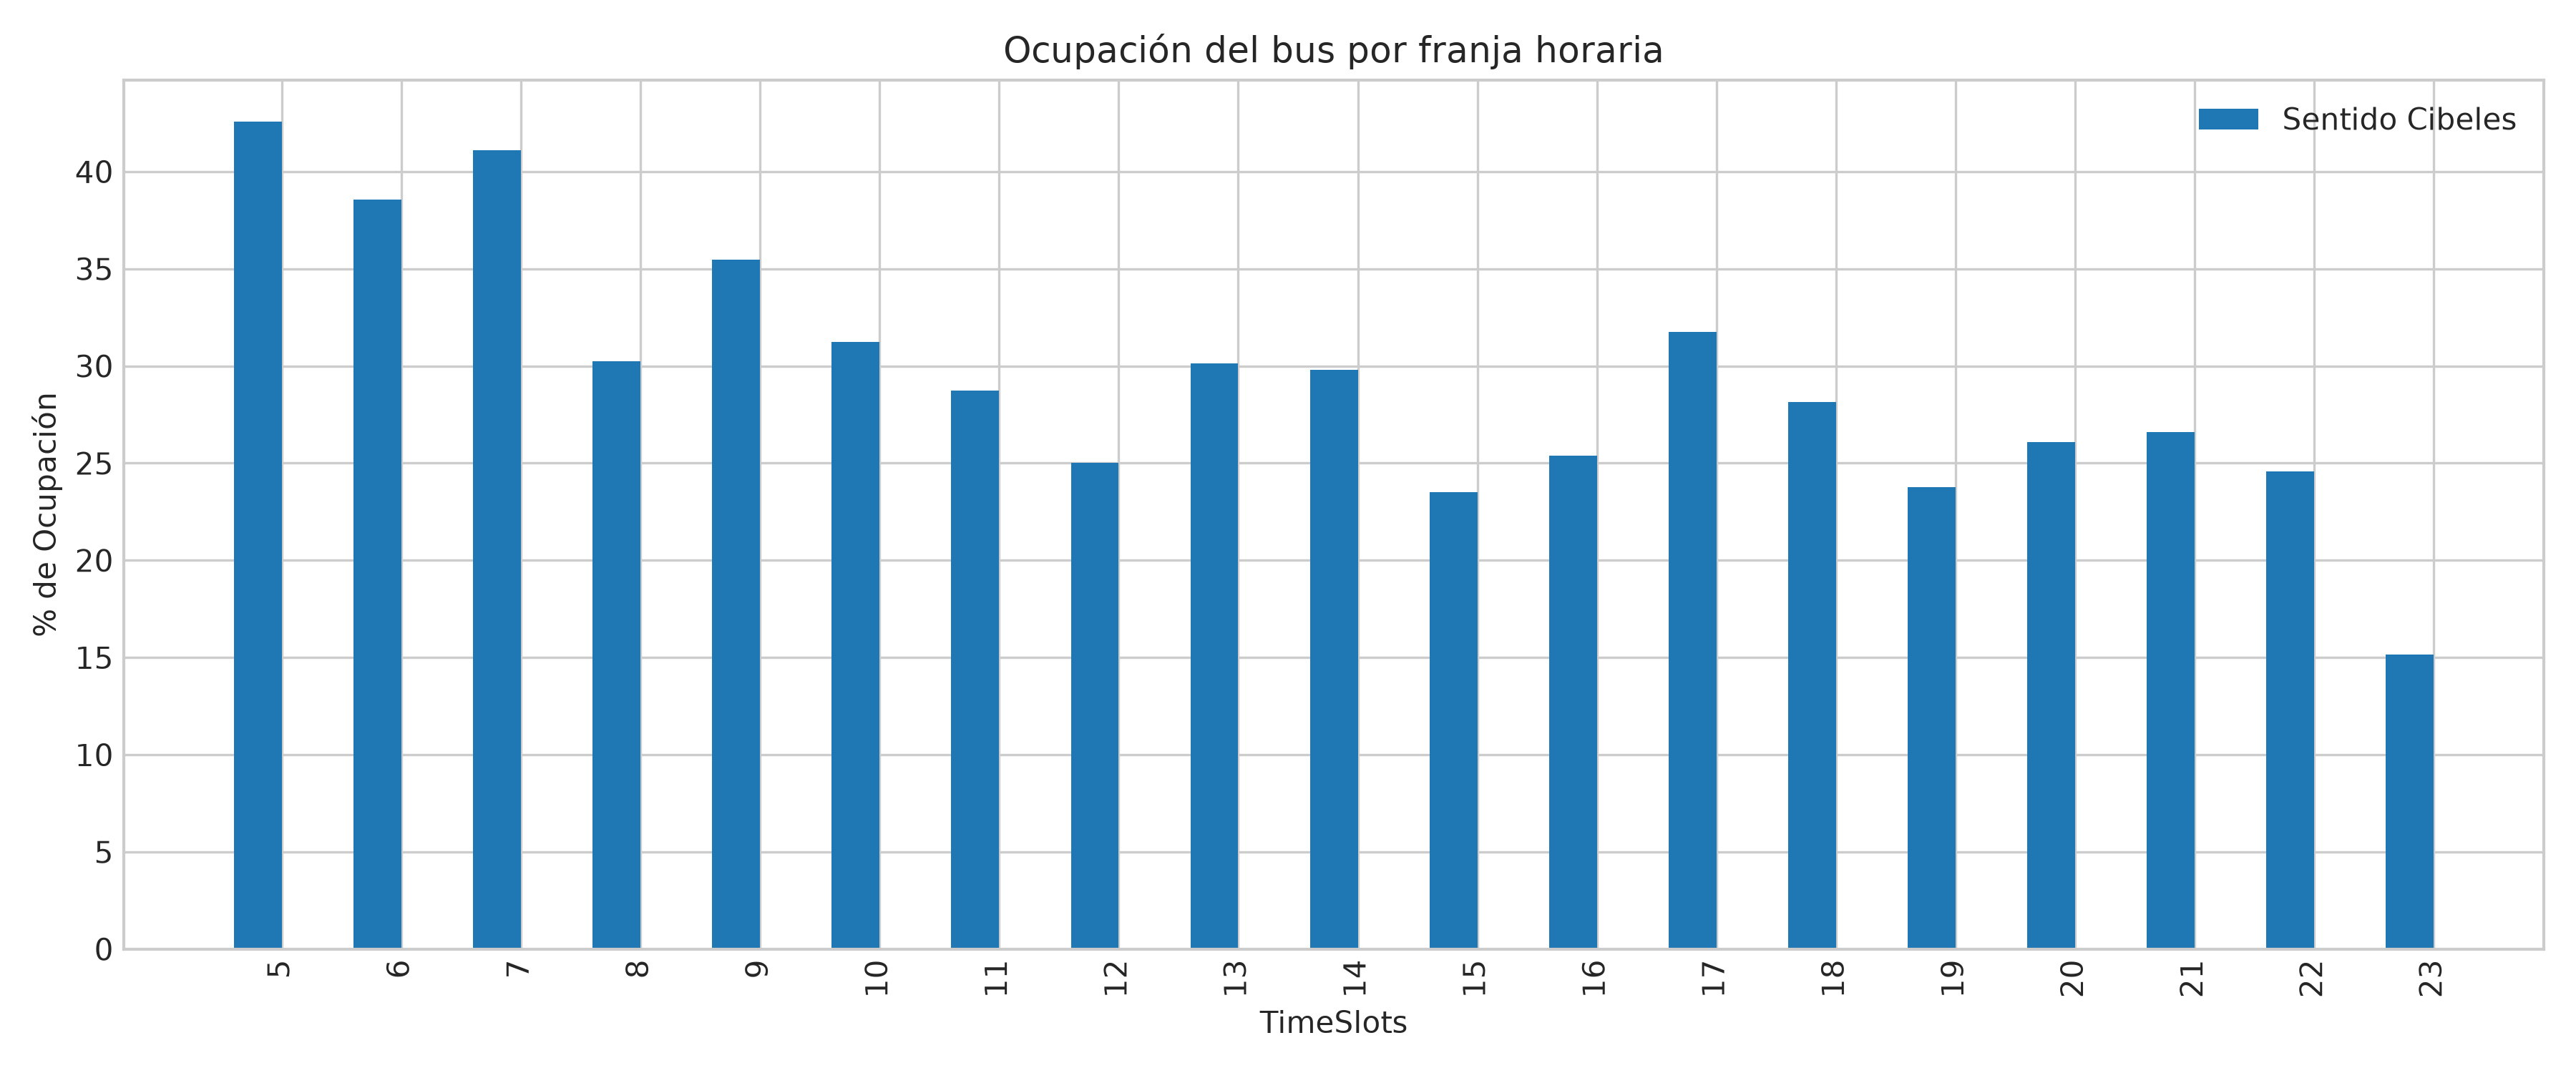 Ocupación del bus por franja horaria
Sentido Cibeles
% de Ocupación
40
35
30
25
20
15
10
5
0
5 6 7 8 9 10 11 12 13 14 15 16 17 18 19 20 21 22 23
TimeSlots